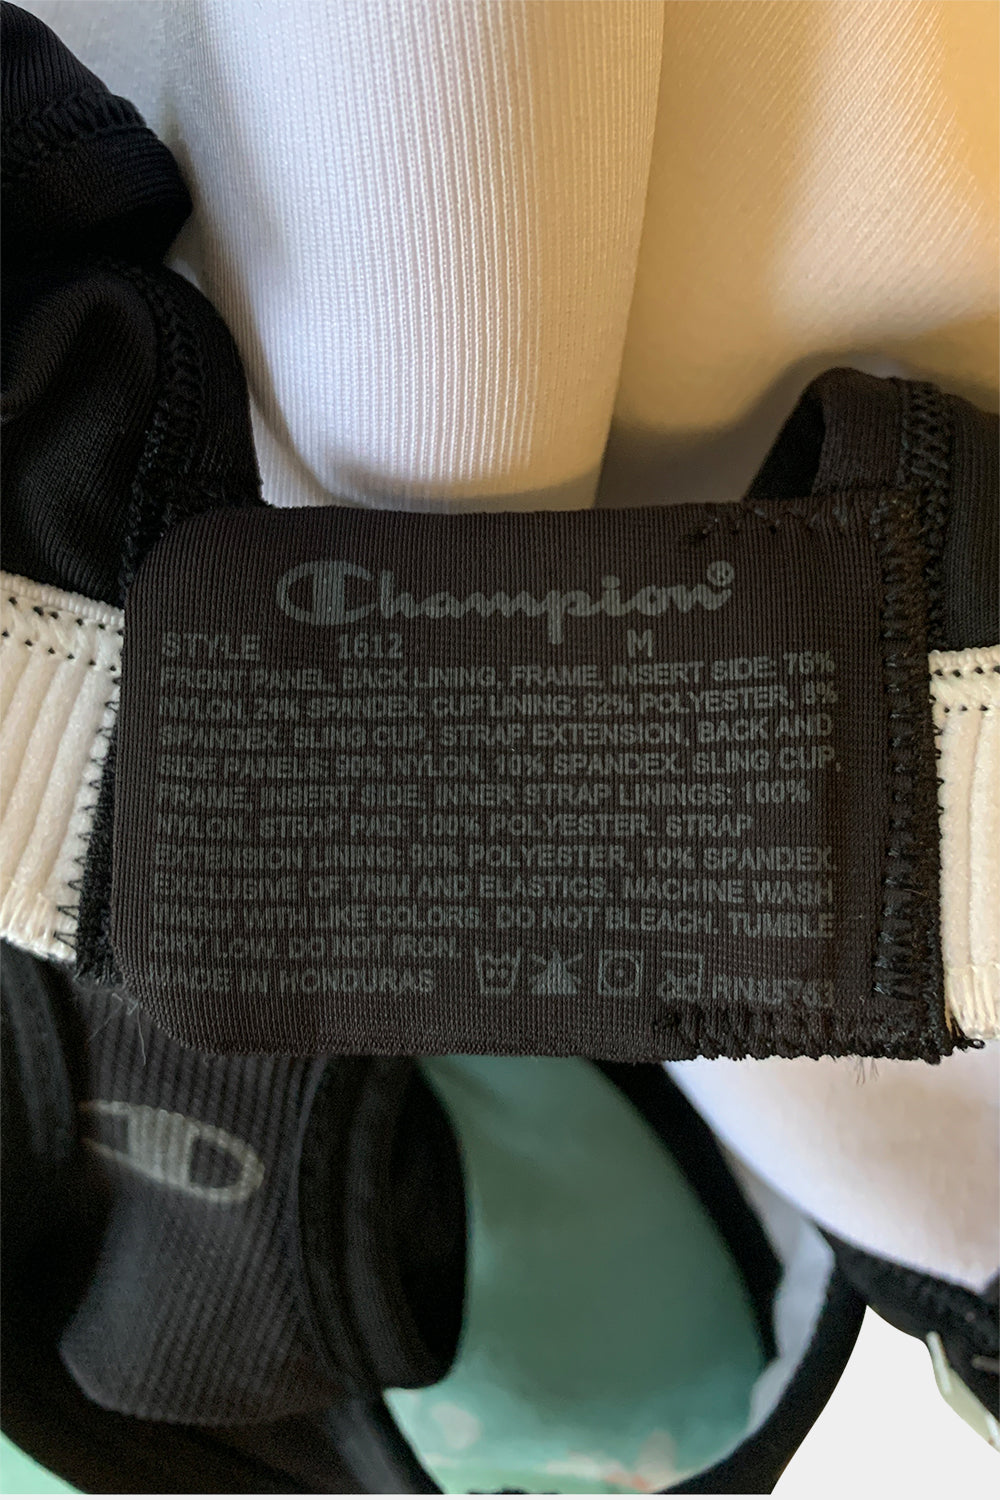 Champion®
STYLE 1612 M
FRONT PANEL, BACK LINING, FRAME, INSERT SIDE: 76%
NYLON, 24% SPANDEX. CUP LINING: 92% POLYESTER, 8%
SPANDEX. SLING CUP, STRAP EXTENSION, BACK AND
SIDE PANELS: 90% NYLON, 10% SPANDEX. SLING CUP,
FRAME, INSERT SIDE, INNER STRAP LININGS: 100%
NYLON. STRAP PAD: 100% POLYESTER. STRAP
EXTENSION LINING: 90% POLYESTER, 10% SPANDEX.
EXCLUSIVE OF TRIM AND ELASTICS. MACHINE WASH
WARM WITH LIKE COLORS. DO NOT BLEACH. TUMBLE
DRY LOW. DO NOT IRON.
MADE IN HONDURAS